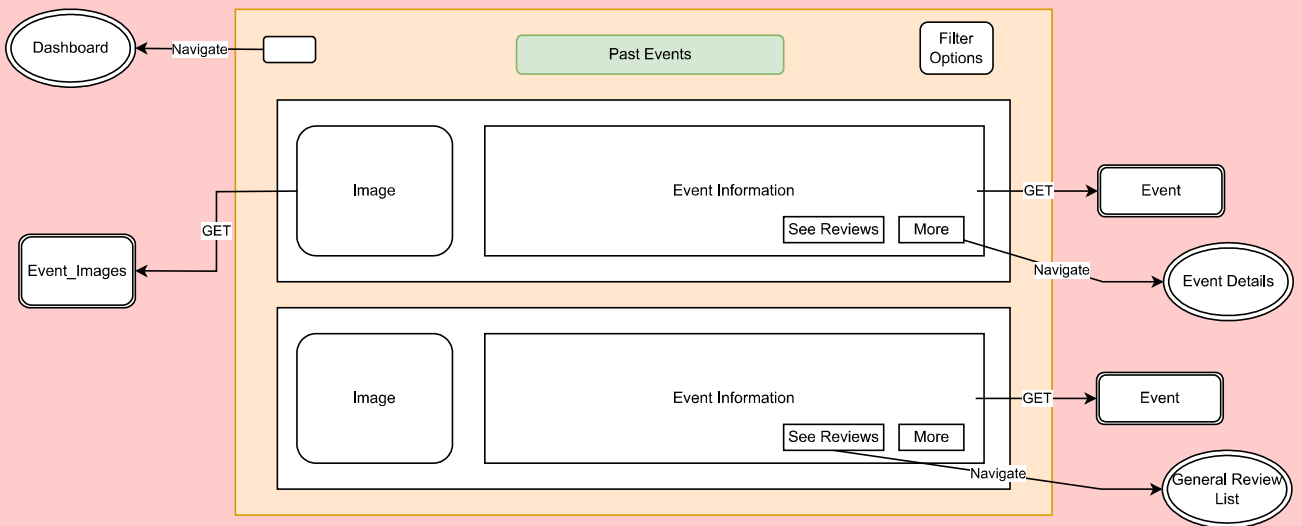 Dashboard
Navigate
Past Events
Filter
Options
Image
Event Information
GET
Event
GET
See Reviews
More
Event_Images
Navigate
Event Details
Image
Event Information
GET
Event
See Reviews
More
Navigate
General Review
List